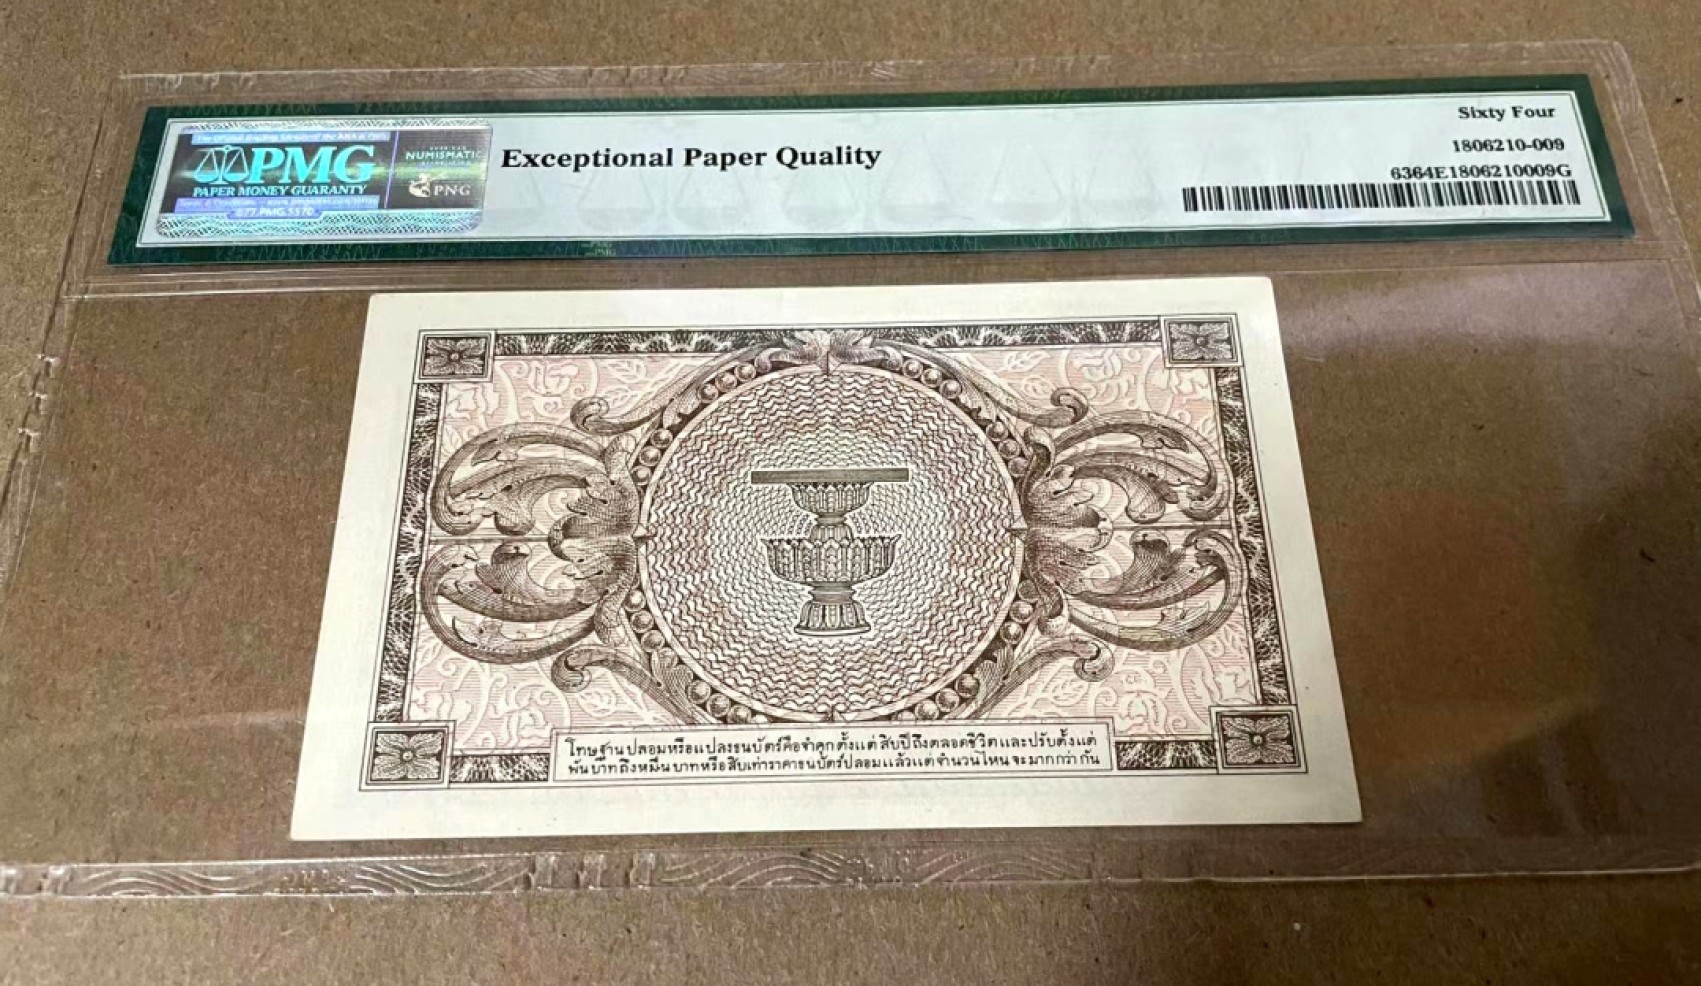 PMG
PAPER MONEY GUARANTY
877.PMG.5570
NUMISMATIC
PNG
Exceptional Paper Quality
Sixty Four
1806210-009
6364E1806210009G
โทษฐานปลอมหรือแปลงธนบัตร์คือจำคุกตั้งแต่สิบปีถึงตลอดชีวิตและปรับตั้งแต่
พันบาทถึงหมื่นบาทหรือสิบเท่าราคาธนบัตร์ปลอมแล้วแต่จำนวนไหนจะมากกว่ากัน